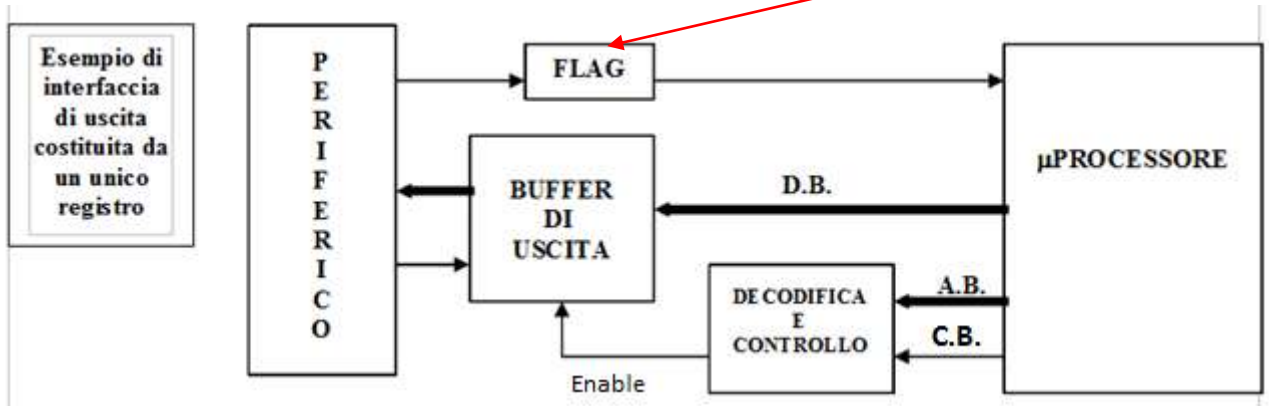 Esempio di
interfaccia
di uscita
costituita da
un unico
registro
P
E
R
I
F
E
R
I
C
O
FLAG
BUFFER
DI
USCITA
D.B.
DECODIFICA
E
CONTROLLO
A.B.
C.B.
Enable
µPROCESSORE